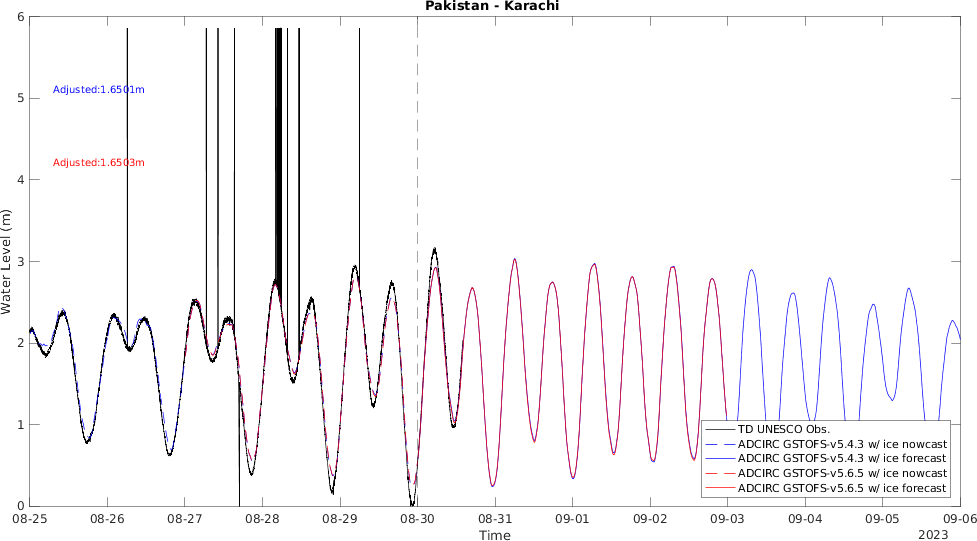 Pakistan - Karachi
6
5
4
3
2
1
0
Water Level (m)
Adjusted:1.6501m
Adjusted:1.6503m
TD UNESCO Obs.
ADCIRC GSTOFS-v5.4.3 w/ ice nowcast
ADCIRC GSTOFS-v5.4.3 w/ ice forecast
ADCIRC GSTOFS-v5.6.5 w/ ice nowcast
ADCIRC GSTOFS-v5.6.5 w/ ice forecast
08-25 08-26 08-27 08-28 08-29 08-30 08-31 09-01 09-02 09-03 09-04 09-05 09-06
Time
2023